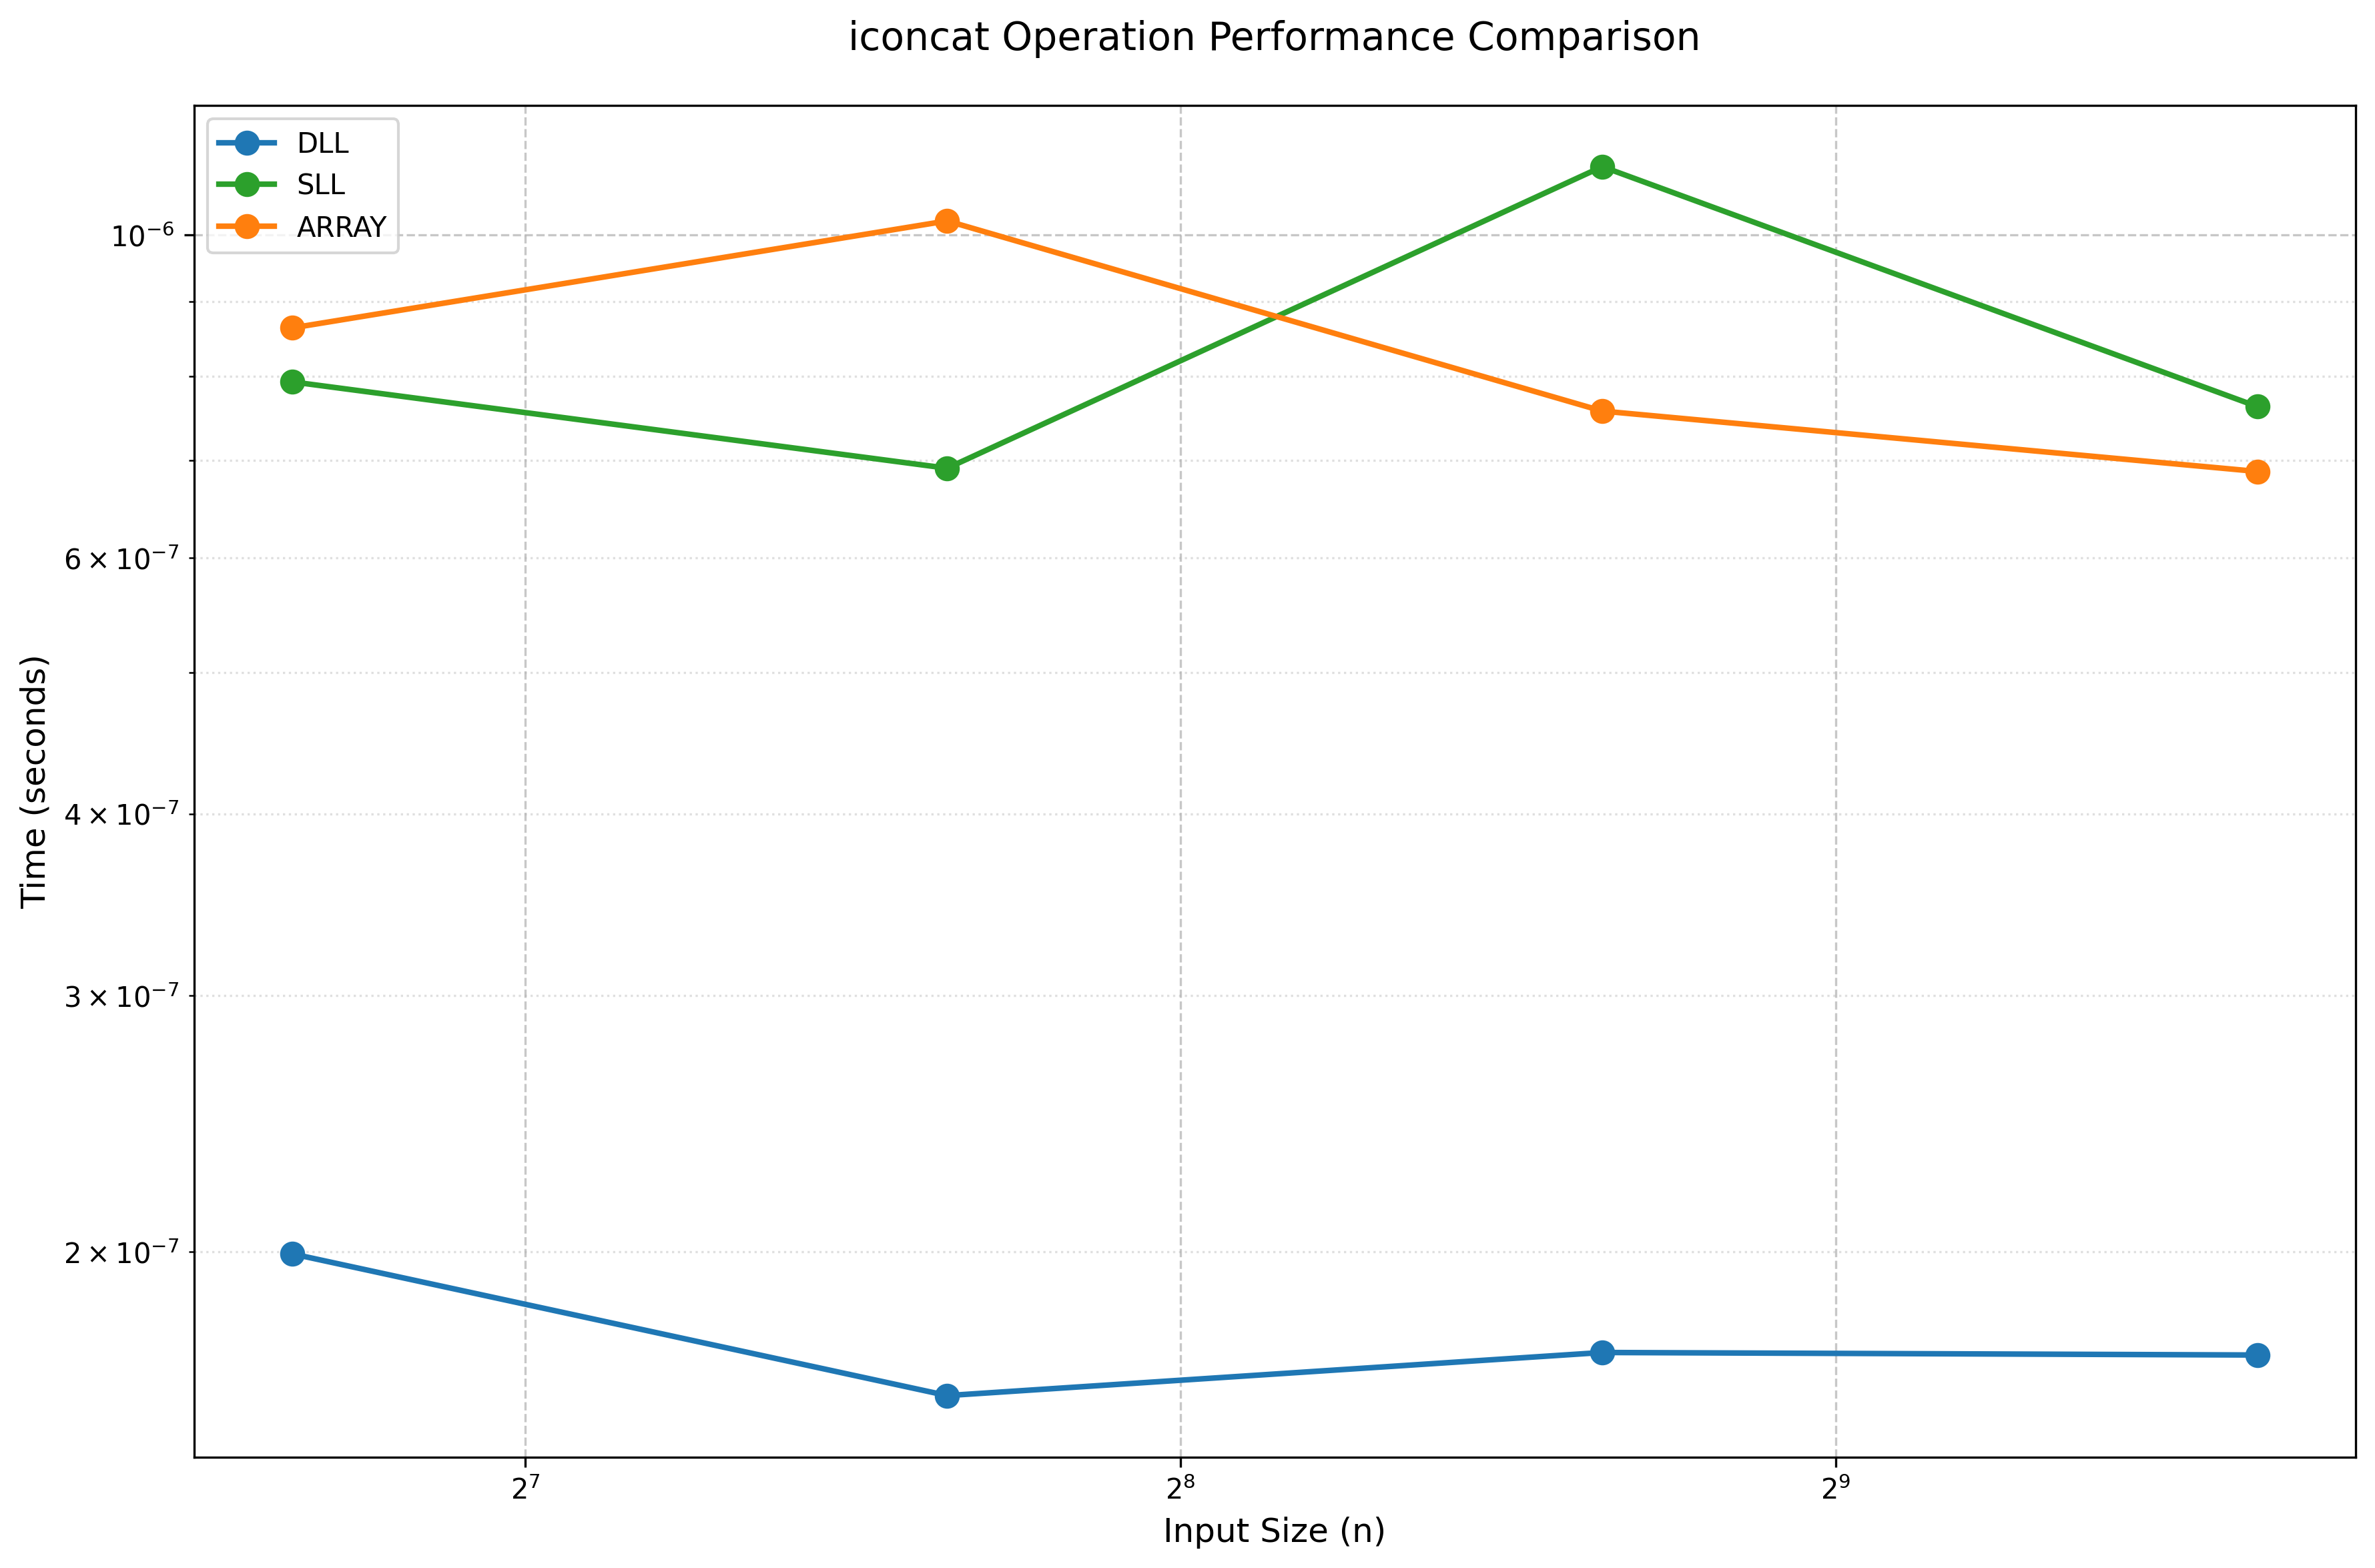 iconcat Operation Performance Comparison
DLL
SLL
ARRAY
10⁻⁶
6 × 10⁻⁷
4 × 10⁻⁷
3 × 10⁻⁷
2 × 10⁻⁷
Time (seconds)
2⁷ 2⁸ 2⁹
Input Size (n)